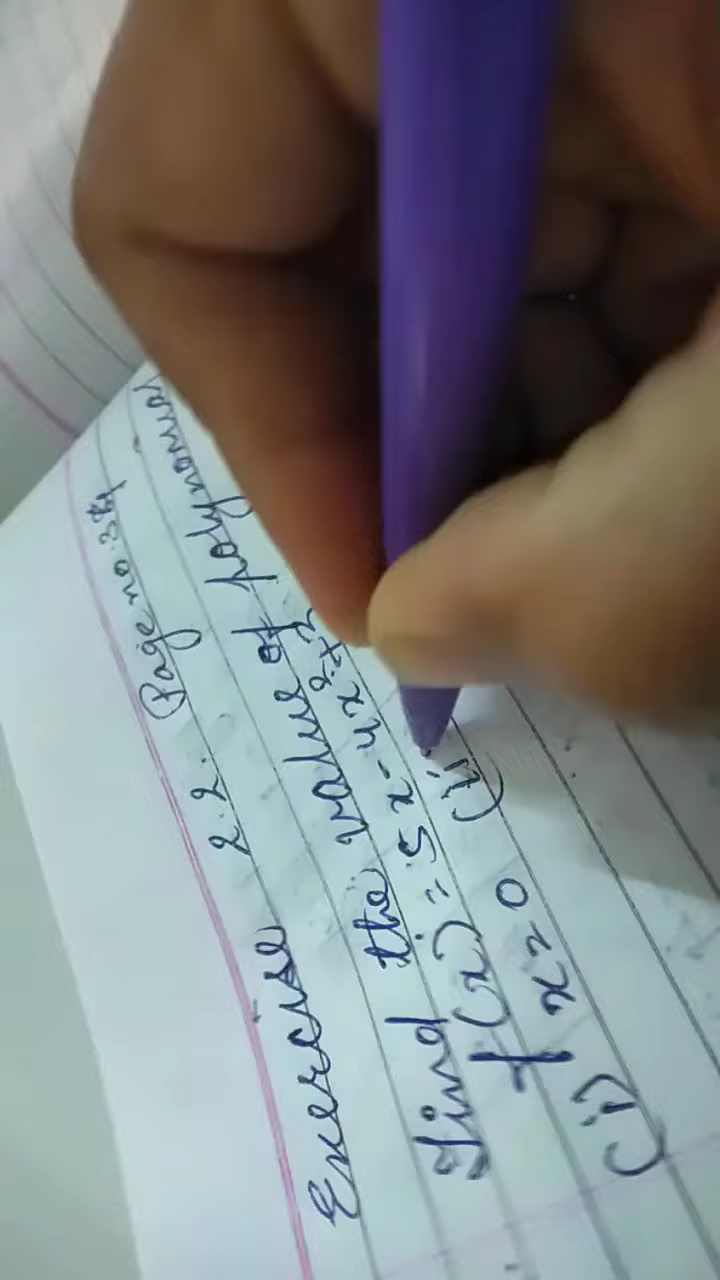 Exercise 2.2. Page no. 34
Find the value of polynomial
f(x) = 5x - 4x² + 3
(i) x = 0 (ii